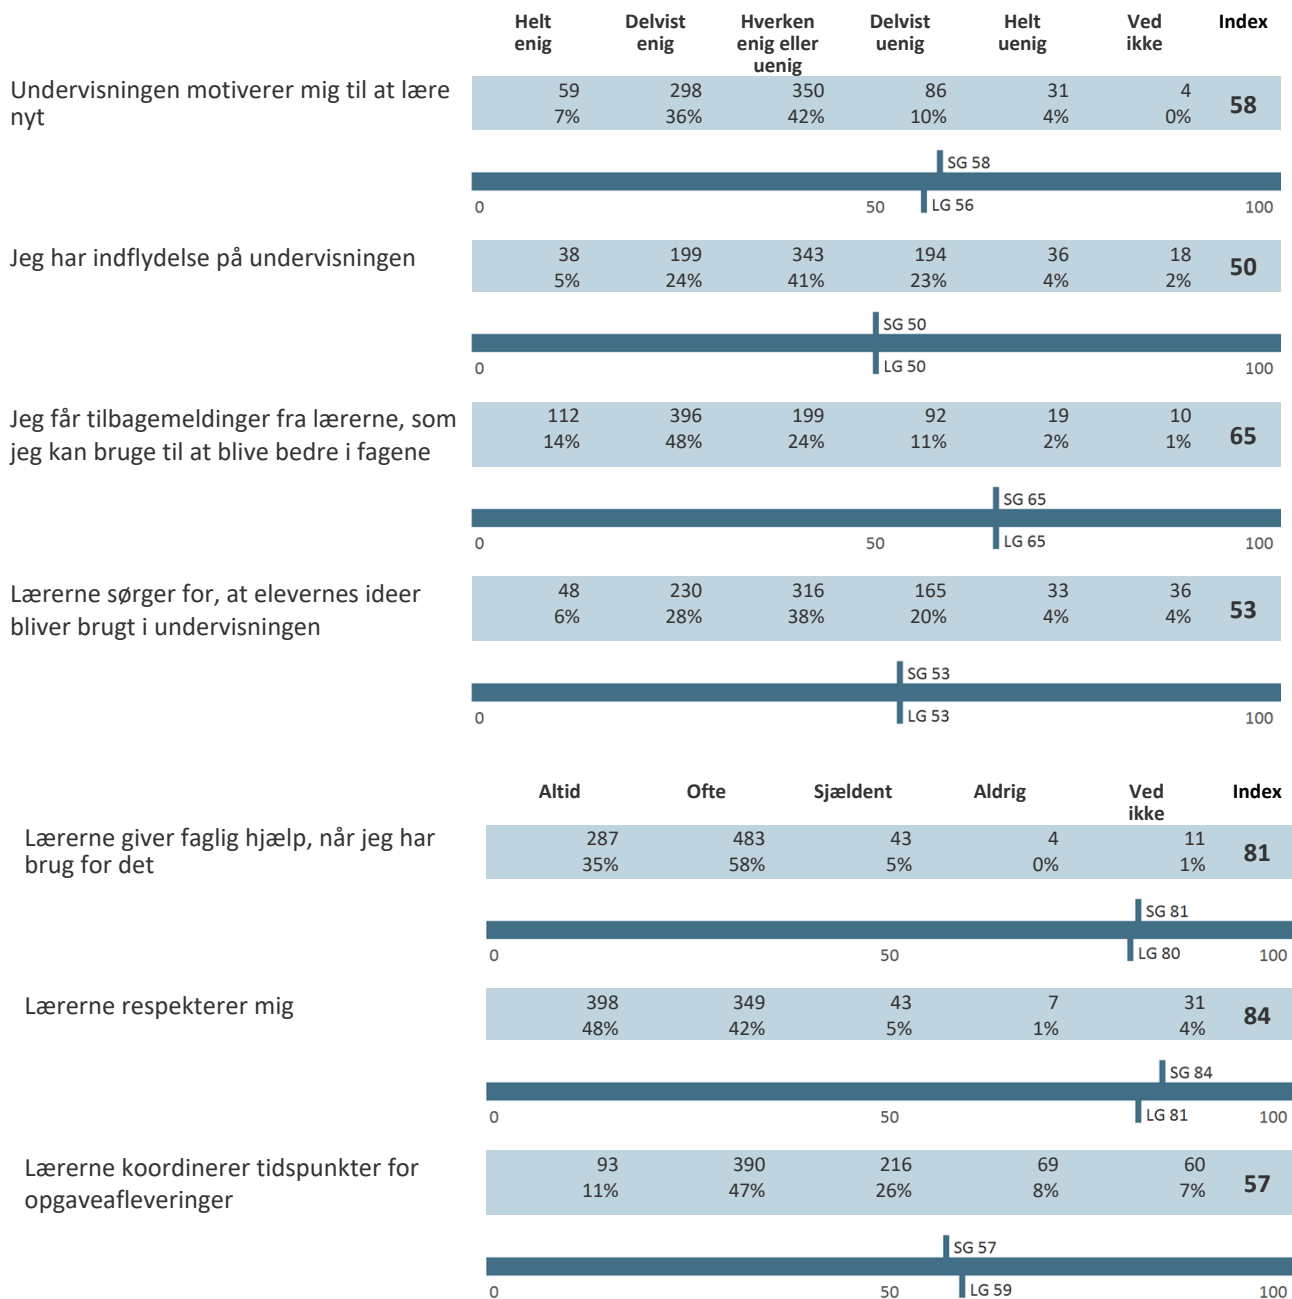 Helt enig Delvist enig Hverken enig eller uenig Delvist uenig Helt uenig Ved ikke Index
Undervisningen motiverer mig til at lære nyt
59 298 350 86 31 4 58
7% 36% 42% 10% 4% 0%
SG 58
0 50 LG 56 100
Jeg har indflydelse på undervisningen
38 199 343 194 36 18 50
5% 24% 41% 23% 4% 2%
SG 50
0 LG 50 100
Jeg får tilbagemeldinger fra lærerne, som
jeg kan bruge til at blive bedre i fagene
112 396 199 92 19 10 65
14% 48% 24% 11% 2% 1%
SG 65
0 50 LG 65 100
Lærerne sørger for, at elevernes ideer
bliver brugt i undervisningen
48 230 316 165 33 36 53
6% 28% 38% 20% 4% 4%
SG 53
0 LG 53 100
Altid Ofte Sjældent Aldrig Ved ikke Index
Lærerne giver faglig hjælp, når jeg har
brug for det
287 483 43 4 11 81
35% 58% 5% 0% 1%
SG 81
0 50 LG 80 100
Lærerne respekterer mig
398 349 43 7 31 84
48% 42% 5% 1% 4%
SG 84
0 50 LG 81 100
Lærerne koordinerer tidspunkter for
opgaveafleveringer
93 390 216 69 60 57
11% 47% 26% 8% 7%
SG 57
0 50 LG 59 100